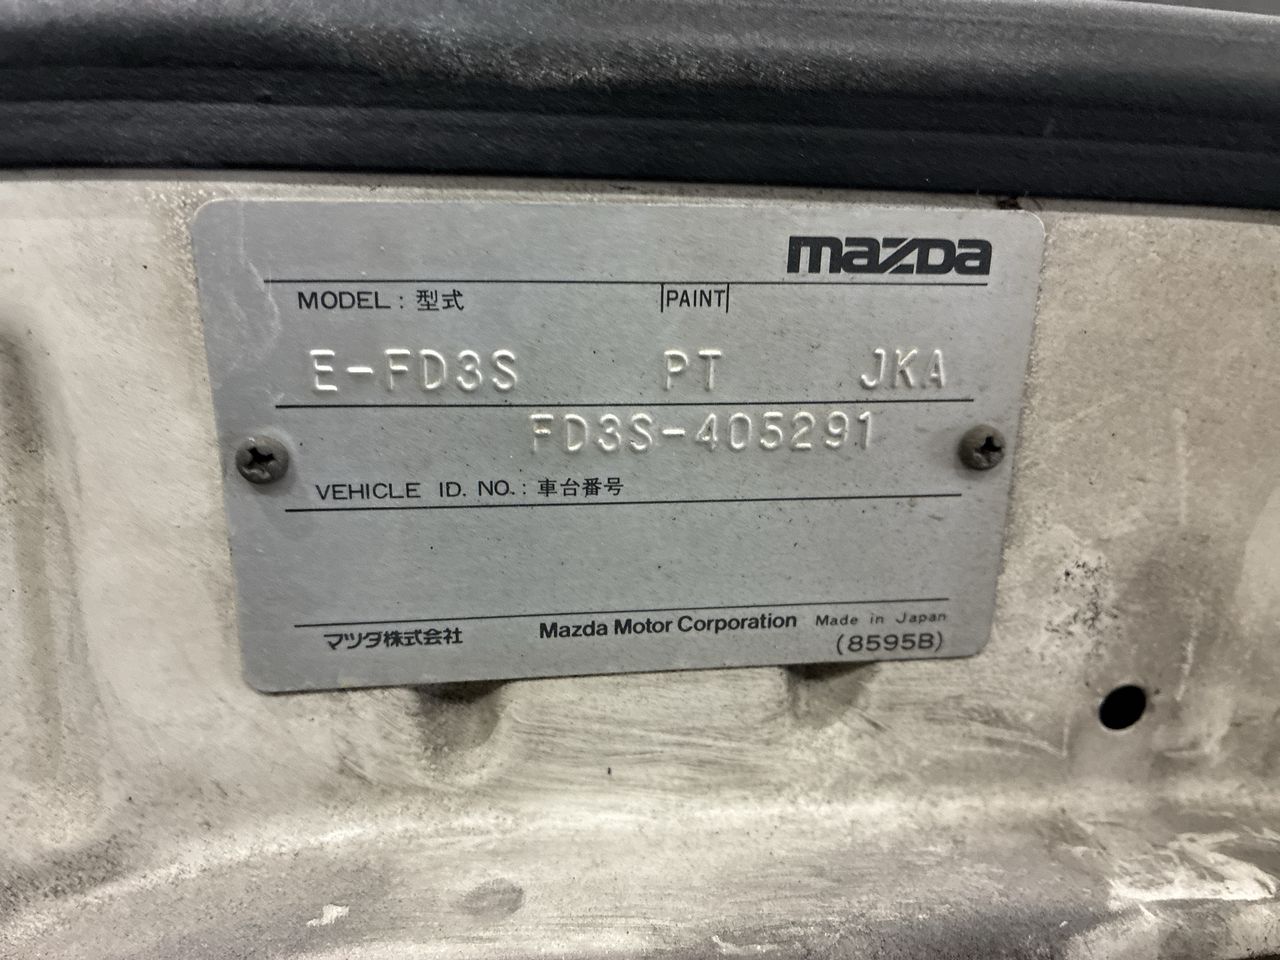 mazda
MODEL : 型式 PAINT
E-FD3S PT JKA
FD3S-405291
VEHICLE ID. NO. : 車台番号
マツダ株式会社 Mazda Motor Corporation Made in Japan
(8595B)